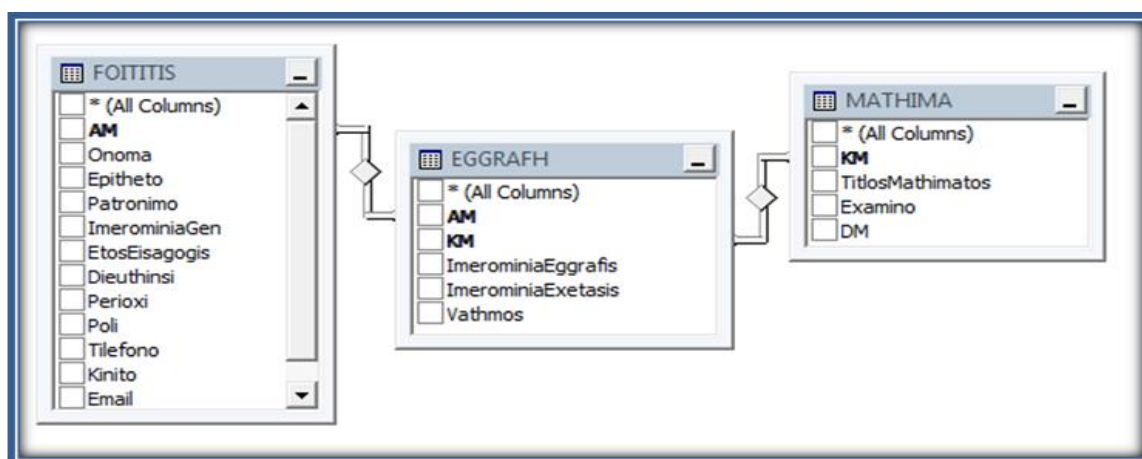 FOITITIS
* (All Columns)
AM
Onoma
Epitheto
Patronimo
ImerominiaGen
EtosEisagogis
Dieuthinsi
Perioxi
Poli
Tilefono
Kinito
Email
EGGRAFH
* (All Columns)
AM
KM
ImerominiaEggrafis
ImerominiaExetasis
Vathmos
MATHIMA
* (All Columns)
KM
TitlosMathimatos
Examino
DM